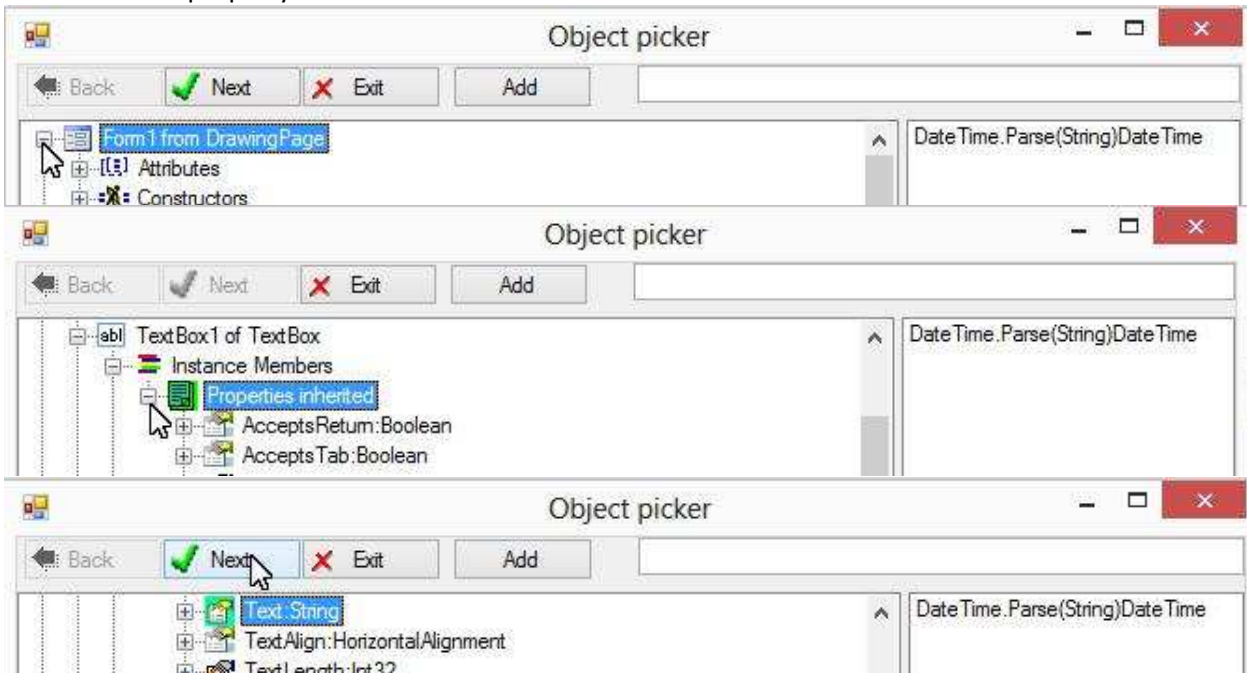 Object picker
Back Next Exit Add
Form1 from DrawingPage DateTime.Parse(String)DateTime
Attributes
Constructors
Object picker
Back Next Exit Add
abl TextBox1 of TextBox DateTime.Parse(String)DateTime
Instance Members
Properties inherited
AcceptsReturn:Boolean
AcceptsTab:Boolean
Object picker
Back Next Exit Add
Text:String DateTime.Parse(String)DateTime
TextAlign:HorizontalAlignment
TextLength:Int32